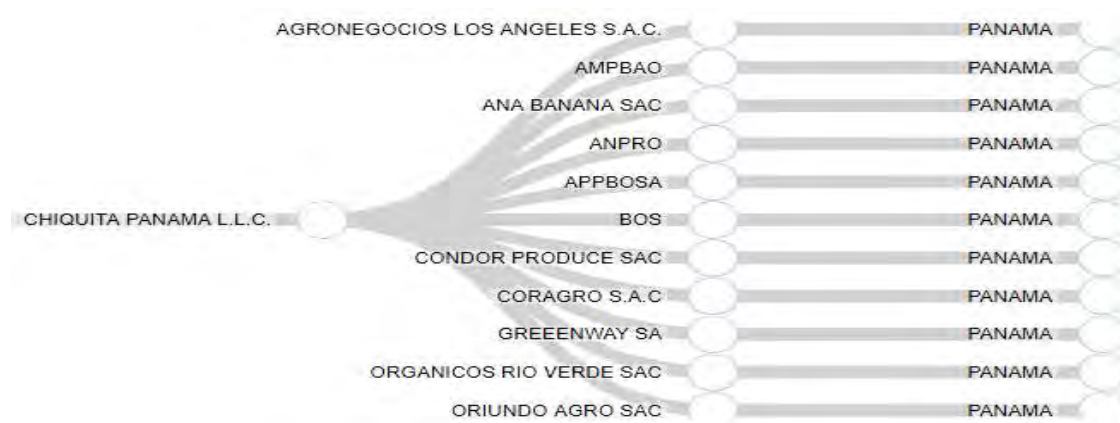 AGRONEGOCIOS LOS ANGELES S.A.C. PANAMA
AMPBAO PANAMA
ANA BANANA SAC PANAMA
ANPRO PANAMA
APPBOSA PANAMA
CHIQUITA PANAMA L.L.C. BOS PANAMA
CONDOR PRODUCE SAC PANAMA
CORAGRO S.A.C PANAMA
GREEENWAY SA PANAMA
ORGANICOS RIO VERDE SAC PANAMA
ORIUNDO AGRO SAC PANAMA